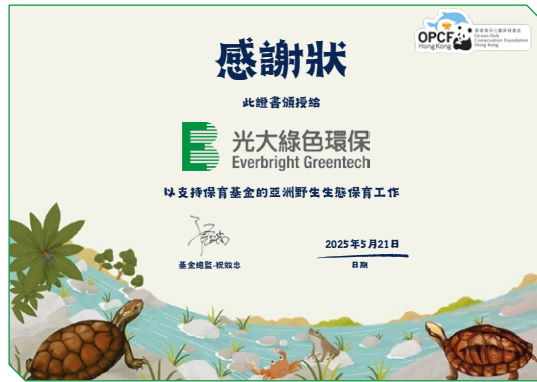 OPCF
Hong Kong
香港海洋公園保育基金
Ocean Park
Conservation Foundation
Hong Kong
感謝狀
此證書頒授給
光大綠色環保
Everbright Greentech
以支持保育基金的亞洲野生生態保育工作
2025年5月21日
基金總監-祝效忠
日期